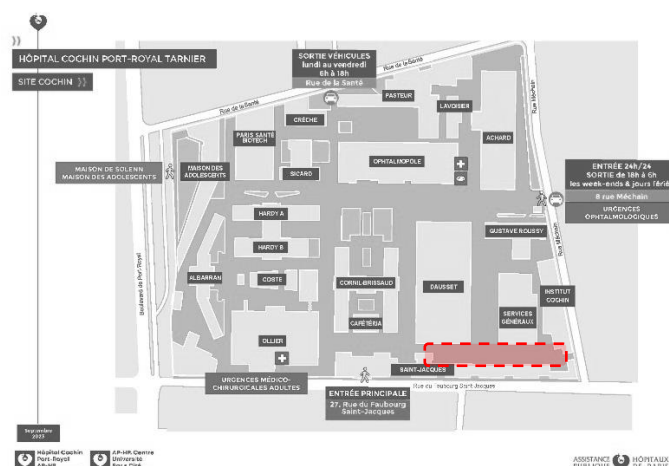 HÔPITAL COCHIN PORT-ROYAL TARNIER
SITE COCHIN
SORTIE VÉHICULES
lundi au vendredi
6h à 18h
Rue de la Santé
Rue de la Santé
Rue de la Santé
PASTEUR
LAVOISIER
CRÈCHE
Rue Méchain
PARIS SANTÉ
BIOTECH
ACHARD
MAISON DE SOLENN
MAISON DES ADOLESCENTS
MAISON DES
ADOLESCENTS
SICARD
OPHTALMOPÔLE
ENTRÉE 24h/24
SORTIE de 18h à 6h
les week-ends & jours fériés
8 rue Méchain
URGENCES
OPHTALMOLOGIQUES
HARDY A
GUSTAVE ROUSSY
Rue Méchain
HARDY B
Boulevard de Port-Royal
ALBARRAN
COSTE
CORNIL-BRISSAUD
DAUSSET
INSTITUT
COCHIN
SERVICES
GÉNÉRAUX
CAFÉTÉRIA
OLLIER
SAINT-JACQUES
URGENCES MÉDICO-
CHIRURGICALES ADULTES
Rue du Faubourg Saint-Jacques
ENTRÉE PRINCIPALE
27, Rue du Faubourg
Saint-Jacques
Septembre
2023
Hôpital Cochin
Port-Royal
AP-HP
AP-HP. Centre
Université
Paris Cité
ASSISTANCE
PUBLIQUE
HÔPITAUX
DE PARIS